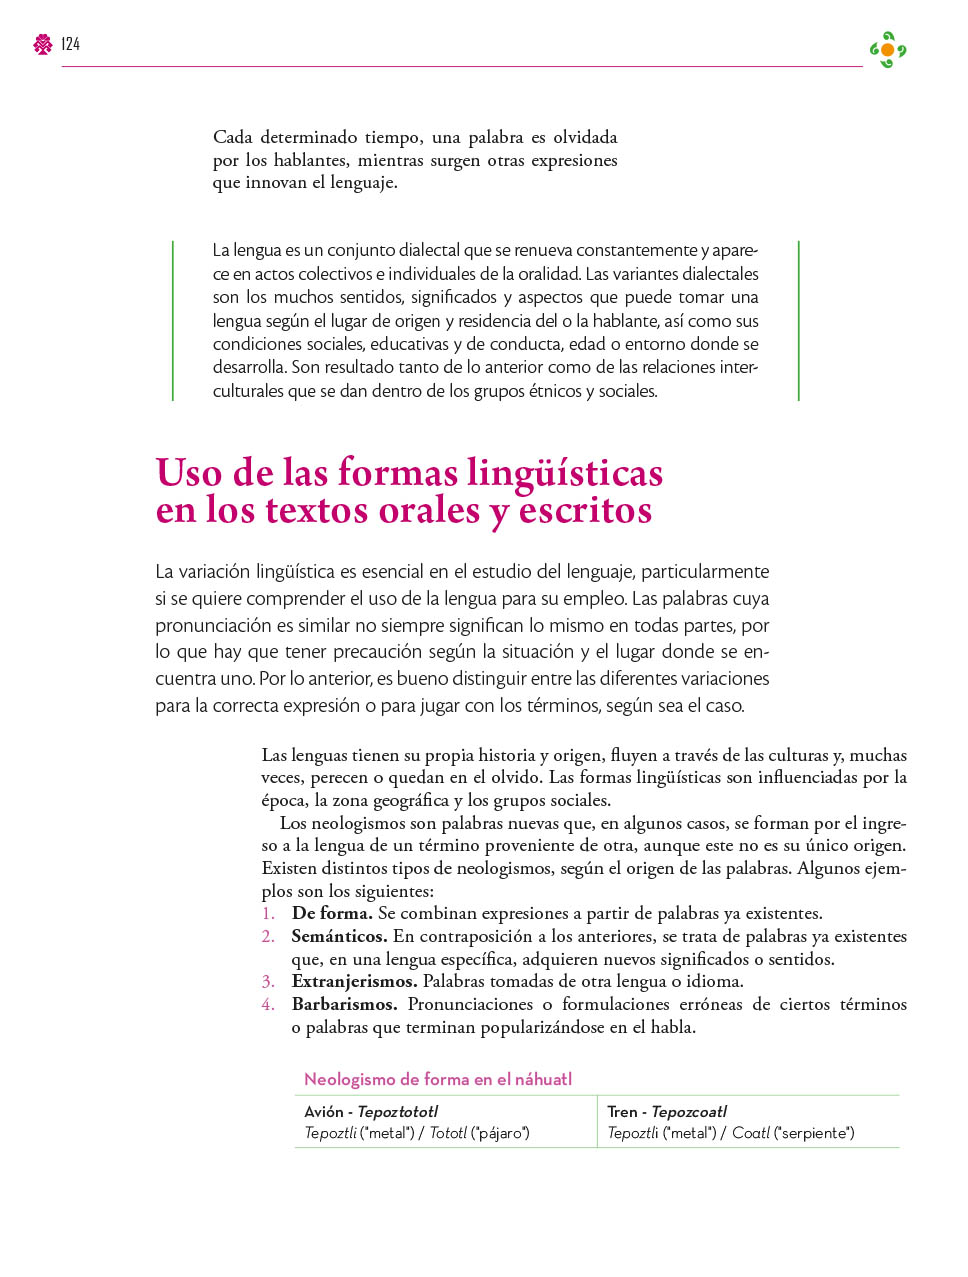 124
Cada determinado tiempo, una palabra es olvidada
por los hablantes, mientras surgen otras expresiones
que innovan el lenguaje.
La lengua es un conjunto dialectal que se renueva constantemente y apare-
ce en actos colectivos e individuales de la oralidad. Las variantes dialectales
son los muchos sentidos, significados y aspectos que puede tomar una
lengua según el lugar de origen y residencia del o la hablante, así como sus
condiciones sociales, educativas y de conducta, edad o entorno donde se
desarrolla. Son resultado tanto de lo anterior como de las relaciones inter-
culturales que se dan dentro de los grupos étnicos y sociales.
Uso de las formas lingüísticas
en los textos orales y escritos
La variación lingüística es esencial en el estudio del lenguaje, particularmente
si se quiere comprender el uso de la lengua para su empleo. Las palabras cuya
pronunciación es similar no siempre significan lo mismo en todas partes, por
lo que hay que tener precaución según la situación y el lugar donde se en-
cuentra uno. Por lo anterior, es bueno distinguir entre las diferentes variaciones
para la correcta expresión o para jugar con los términos, según sea el caso.
Las lenguas tienen su propia historia y origen, fluyen a través de las culturas y, muchas
veces, perecen o quedan en el olvido. Las formas lingüísticas son influenciadas por la
época, la zona geográfica y los grupos sociales.
Los neologismos son palabras nuevas que, en algunos casos, se forman por el ingre-
so a la lengua de un término proveniente de otra, aunque este no es su único origen.
Existen distintos tipos de neologismos, según el origen de las palabras. Algunos ejem-
plos son los siguientes:
1. De forma. Se combinan expresiones a partir de palabras ya existentes.
2. Semánticos. En contraposición a los anteriores, se trata de palabras ya existentes
que, en una lengua específica, adquieren nuevos significados o sentidos.
3. Extranjerismos. Palabras tomadas de otra lengua o idioma.
4. Barbarismos. Pronunciaciones o formulaciones erróneas de ciertos términos
o palabras que terminan popularizándose en el habla.
Neologismo de forma en el náhuatl
Avión - Tepoztototl
Tepoztli ("metal") / Tototl ("pájaro")
Tren - Tepozcoatl
Tepoztli ("metal") / Coatl ("serpiente")